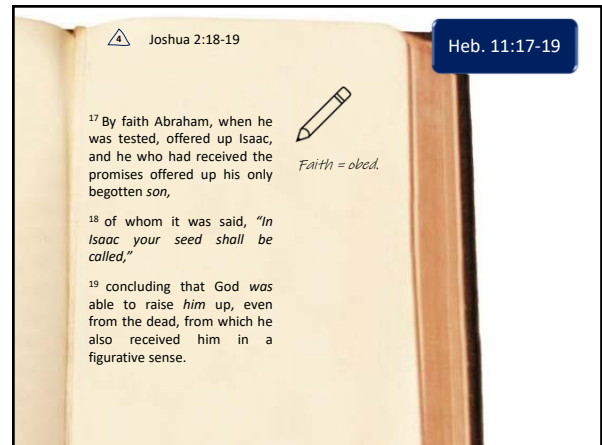 4 Joshua 2:18-19
Heb. 11:17-19
17 By faith Abraham, when he
was tested, offered up Isaac,
and he who had received the
promises offered up his only
begotten son,
Faith = obed.
18 of whom it was said, “In
Isaac your seed shall be
called,”
19 concluding that God was
able to raise him up, even
from the dead, from which he
also received him in a
figurative sense.